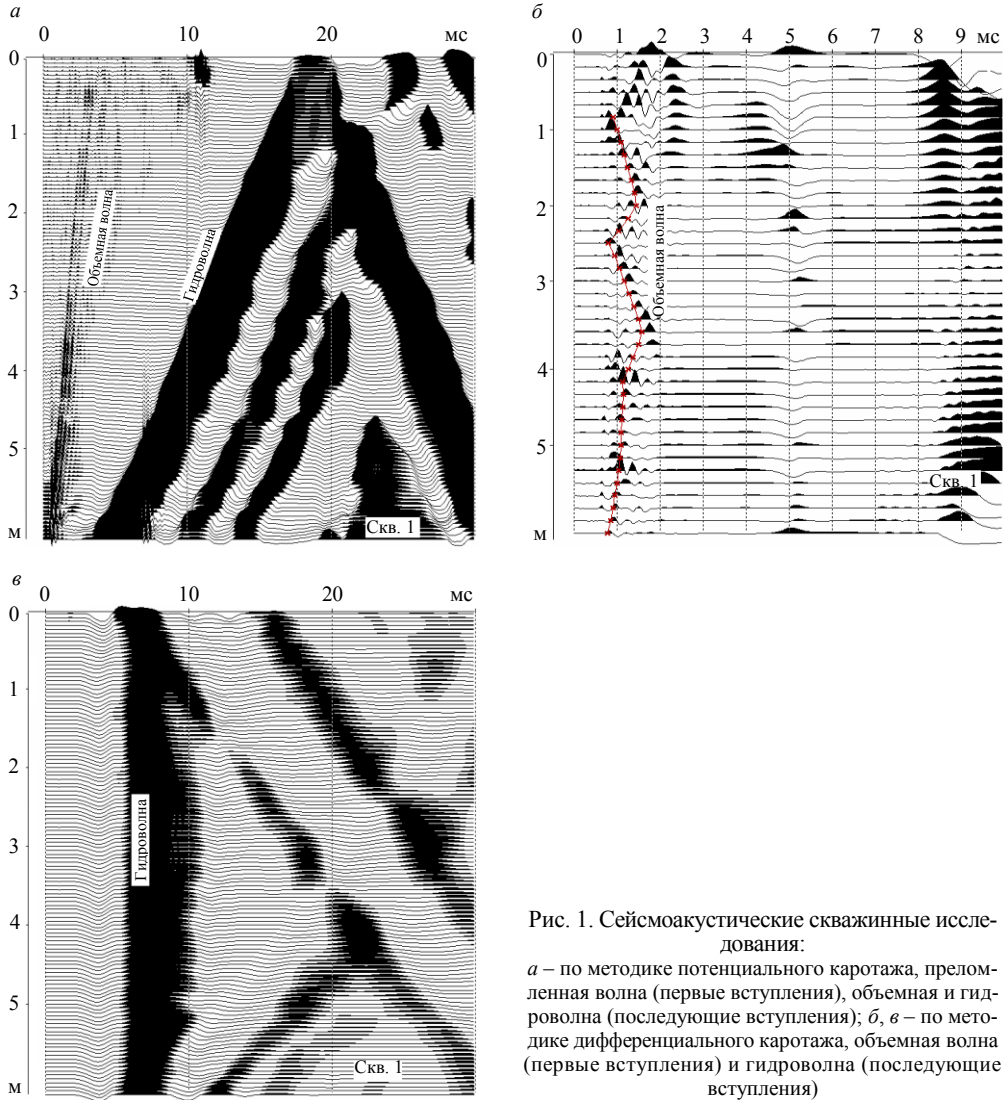 а
0 10 20 мс
0
1
2
3
4
5
м
Объемная волна
Гидроволна
Скв. 1
б
0 1 2 3 4 5 6 7 8 9 мс
0
1
2
3
4
5
м
Объемная волна
Скв. 1
в
0 10 20 мс
0
1
2
3
4
5
м
Гидроволна
Скв. 1
Рис. 1. Сейсмоакустические скважинные иссле-
дования:
а – по методике потенциального каротажа, прелом-
ленная волна (первые вступления), объемная и гид-
роволна (последующие вступления); б, в – по мето-
дике дифференциального каротажа, объемная волна
(первые вступления) и гидроволна (последующие
вступления)